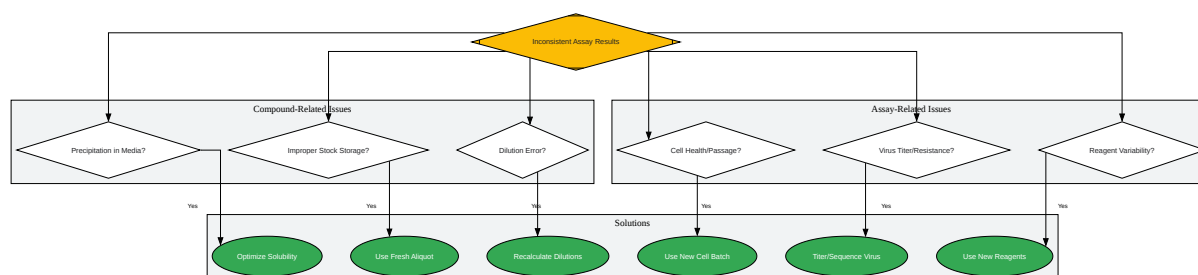 Inconsistent Assay Results
Compound-Related Issues
Assay-Related Issues
Precipitation in Media?
Improper Stock Storage?
Dilution Error?
Cell Health/Passage?
Virus Titer/Resistance?
Reagent Variability?
Yes
Yes
Yes
Yes
Yes
Yes
Solutions
Optimize Solubility
Use Fresh Aliquot
Recalculate Dilutions
Use New Cell Batch
Titer/Sequence Virus
Use New Reagents